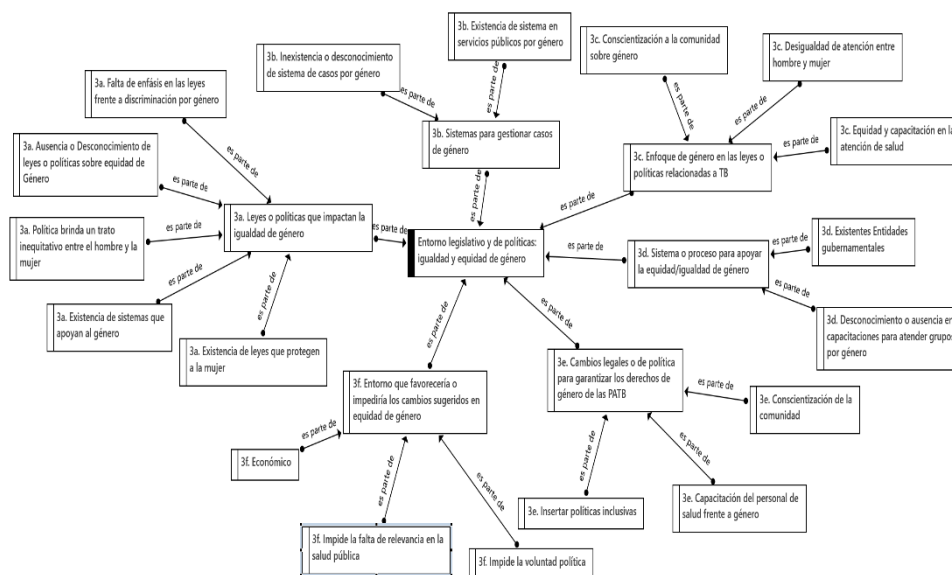 3b. Existencia de sistema en
servicios públicos por género
3c. Conscientización a la comunidad
sobre género
3c. Desigualdad de atención entre
hombre y mujer
3b. Inexistencia o desconocimiento
de sistema de casos por género
3a. Falta de enfásis en las leyes
frente a discriminación por género
es parte de
es parte de
es parte de
es parte de
es parte de
3b. Sistemas para gestionar casos
de género
3c. Equidad y capacitación en la
atención de salud
es parte de
3a. Ausencia o Desconocimiento de
leyes o políticas sobre equidad de
Género
es parte de
3c. Enfoque de género en las leyes o
políticas relacionadas a TB
es parte de
es parte de
es parte de
3a. Política brinda un trato
inequitativo entre el hombre y la
mujer
es parte de
3a. Leyes o políticas que impactan la
igualdad de género
es parte de
Entorno legislativo y de políticas:
igualdad y equidad de género
es parte de
3d. Sistema o proceso para apoyar
la equidad/igualdad de género
es parte de
3d. Existentes Entidades
gubernamentales
3a. Existencia de sistemas que
apoyan al género
es parte de
es parte de
3a. Existencia de leyes que protegen
a la mujer
es parte de
es parte de
es parte de
3d. Desconocimiento o ausencia en
capacitaciones para atender grupos
por género
3f. Entorno que favorecería o
impediría los cambios sugeridos en
equidad de género
3e. Cambios legales o de política
para garantizar los derechos de
género de las PATB
es parte de
3e. Conscientización de la
comunidad
es parte de
3f. Económico
es parte de
es parte de
es parte de
es parte de
3e. Insertar políticas inclusivas
3e. Capacitación del personal de
salud frente a género
3f. Impide la falta de relevancia en la
salud pública
3f. Impide la voluntad política